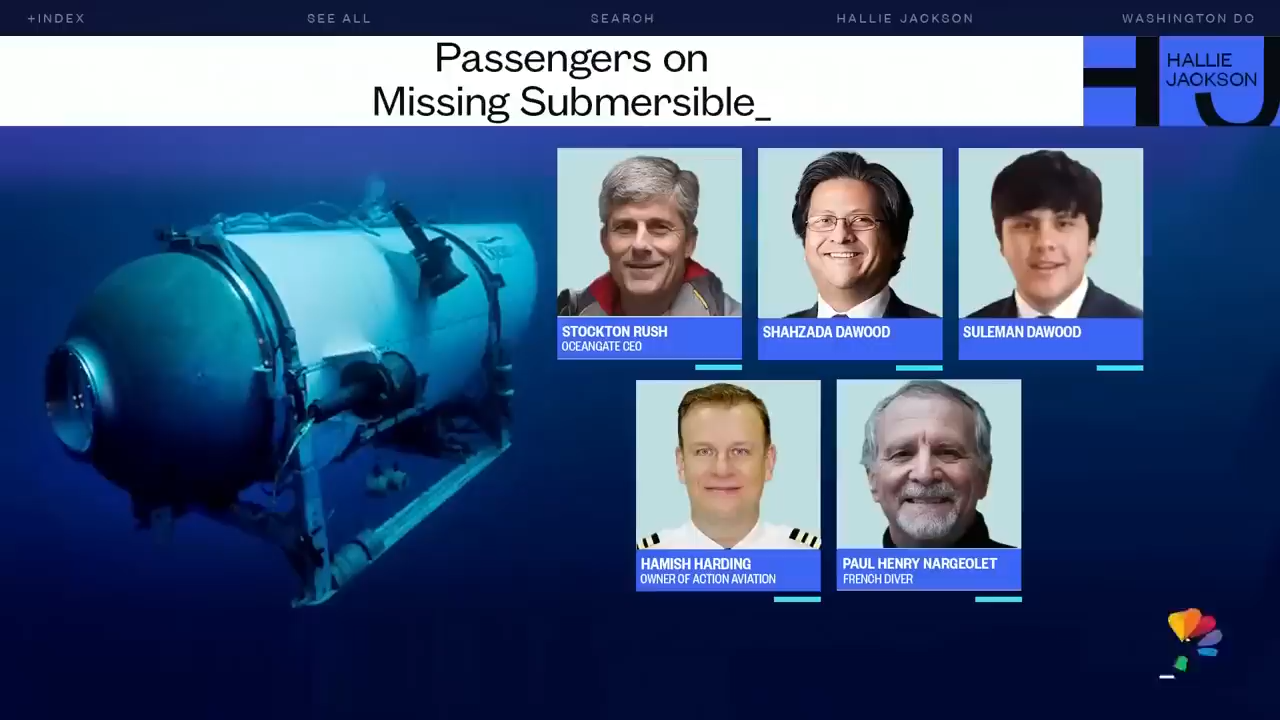 +INDEX
SEE ALL
SEARCH
HALLIE JACKSON
WASHINGTON DC
Passengers on
Missing Submersible_
HALLIE
JACKSON
HJ
STOCKTON RUSH
OCEANGATE CEO
SHAHZADA DAWOOD
SULEMAN DAWOOD
HAMISH HARDING
OWNER OF ACTION AVIATION
PAUL HENRY NARGEOLET
FRENCH DIVER